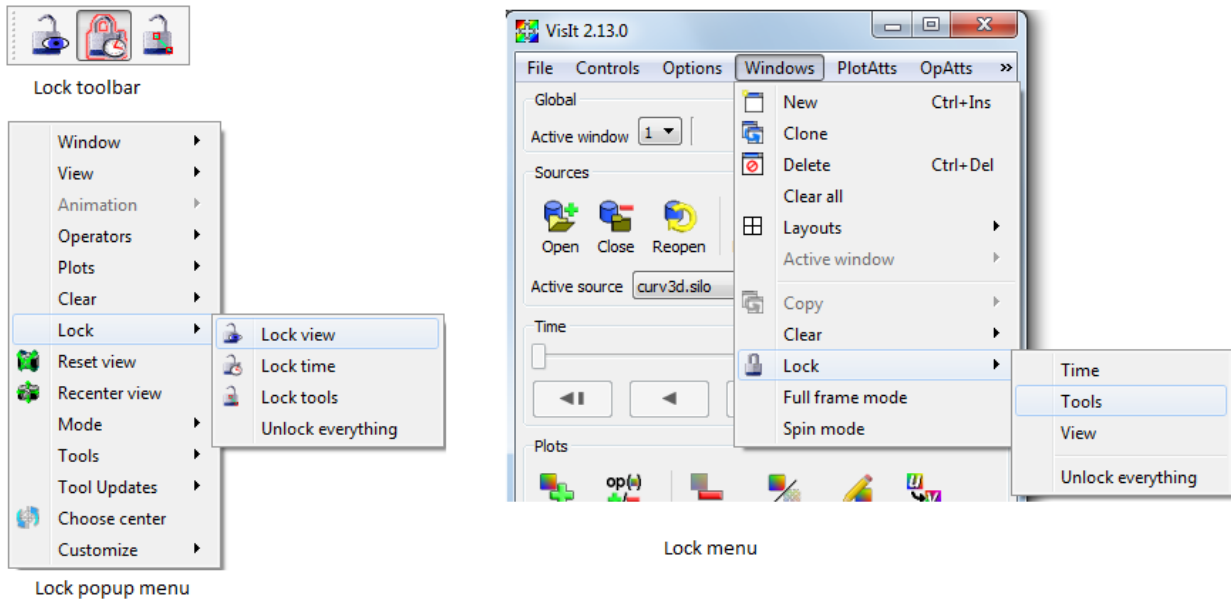 Lock toolbar
Window
View
Animation
Operators
Plots
Clear
Lock
Reset view
Recenter view
Mode
Tools
Tool Updates
Choose center
Customize
Lock view
Lock time
Lock tools
Unlock everything
Lock popup menu
VisIt 2.13.0
File Controls Options Windows PlotAtts OpAtts »
Global
Active window 1
Sources
Open Close Reopen
Active source curv3d.silo
Time
Plots
op(
New Ctrl+Ins
Clone
Delete Ctrl+Del
Clear all
Layouts
Active window
Copy
Clear
Lock
Full frame mode
Spin mode
Time
Tools
View
Unlock everything
Lock menu